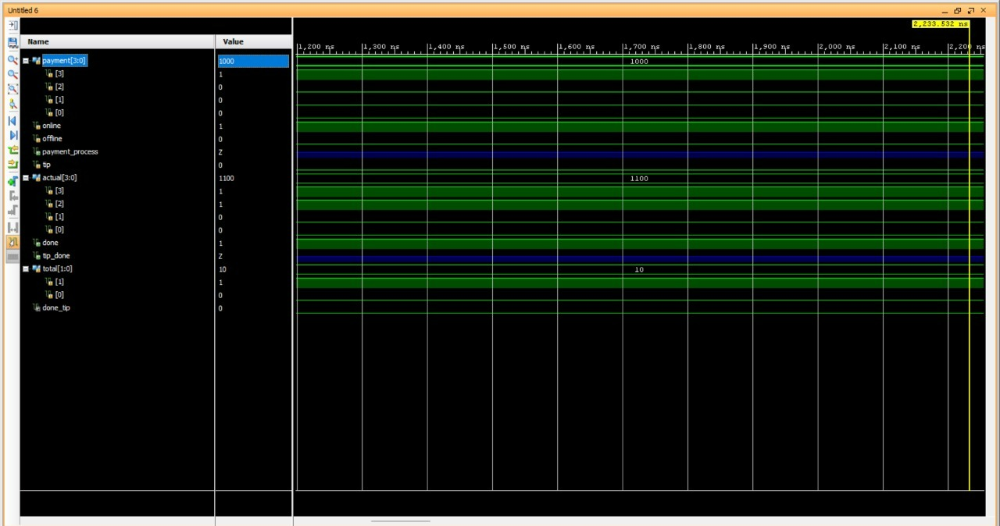 Untitled 6
2,233.532 ns
Name Value
1,200 ns 1,300 ns 1,400 ns 1,500 ns 1,600 ns 1,700 ns 1,800 ns 1,900 ns 2,000 ns 2,100 ns 2,200 ns
payment[3:0] 1000 1000
[3] 1
[2] 0
[1] 0
[0] 0
online 1
offline 0
payment_process Z
tip 0
actual[3:0] 1100 1100
[3] 1
[2] 1
[1] 0
[0] 0
done 1
tip_done Z
total[1:0] 10 10
[1] 1
[0] 0
done_tip 0